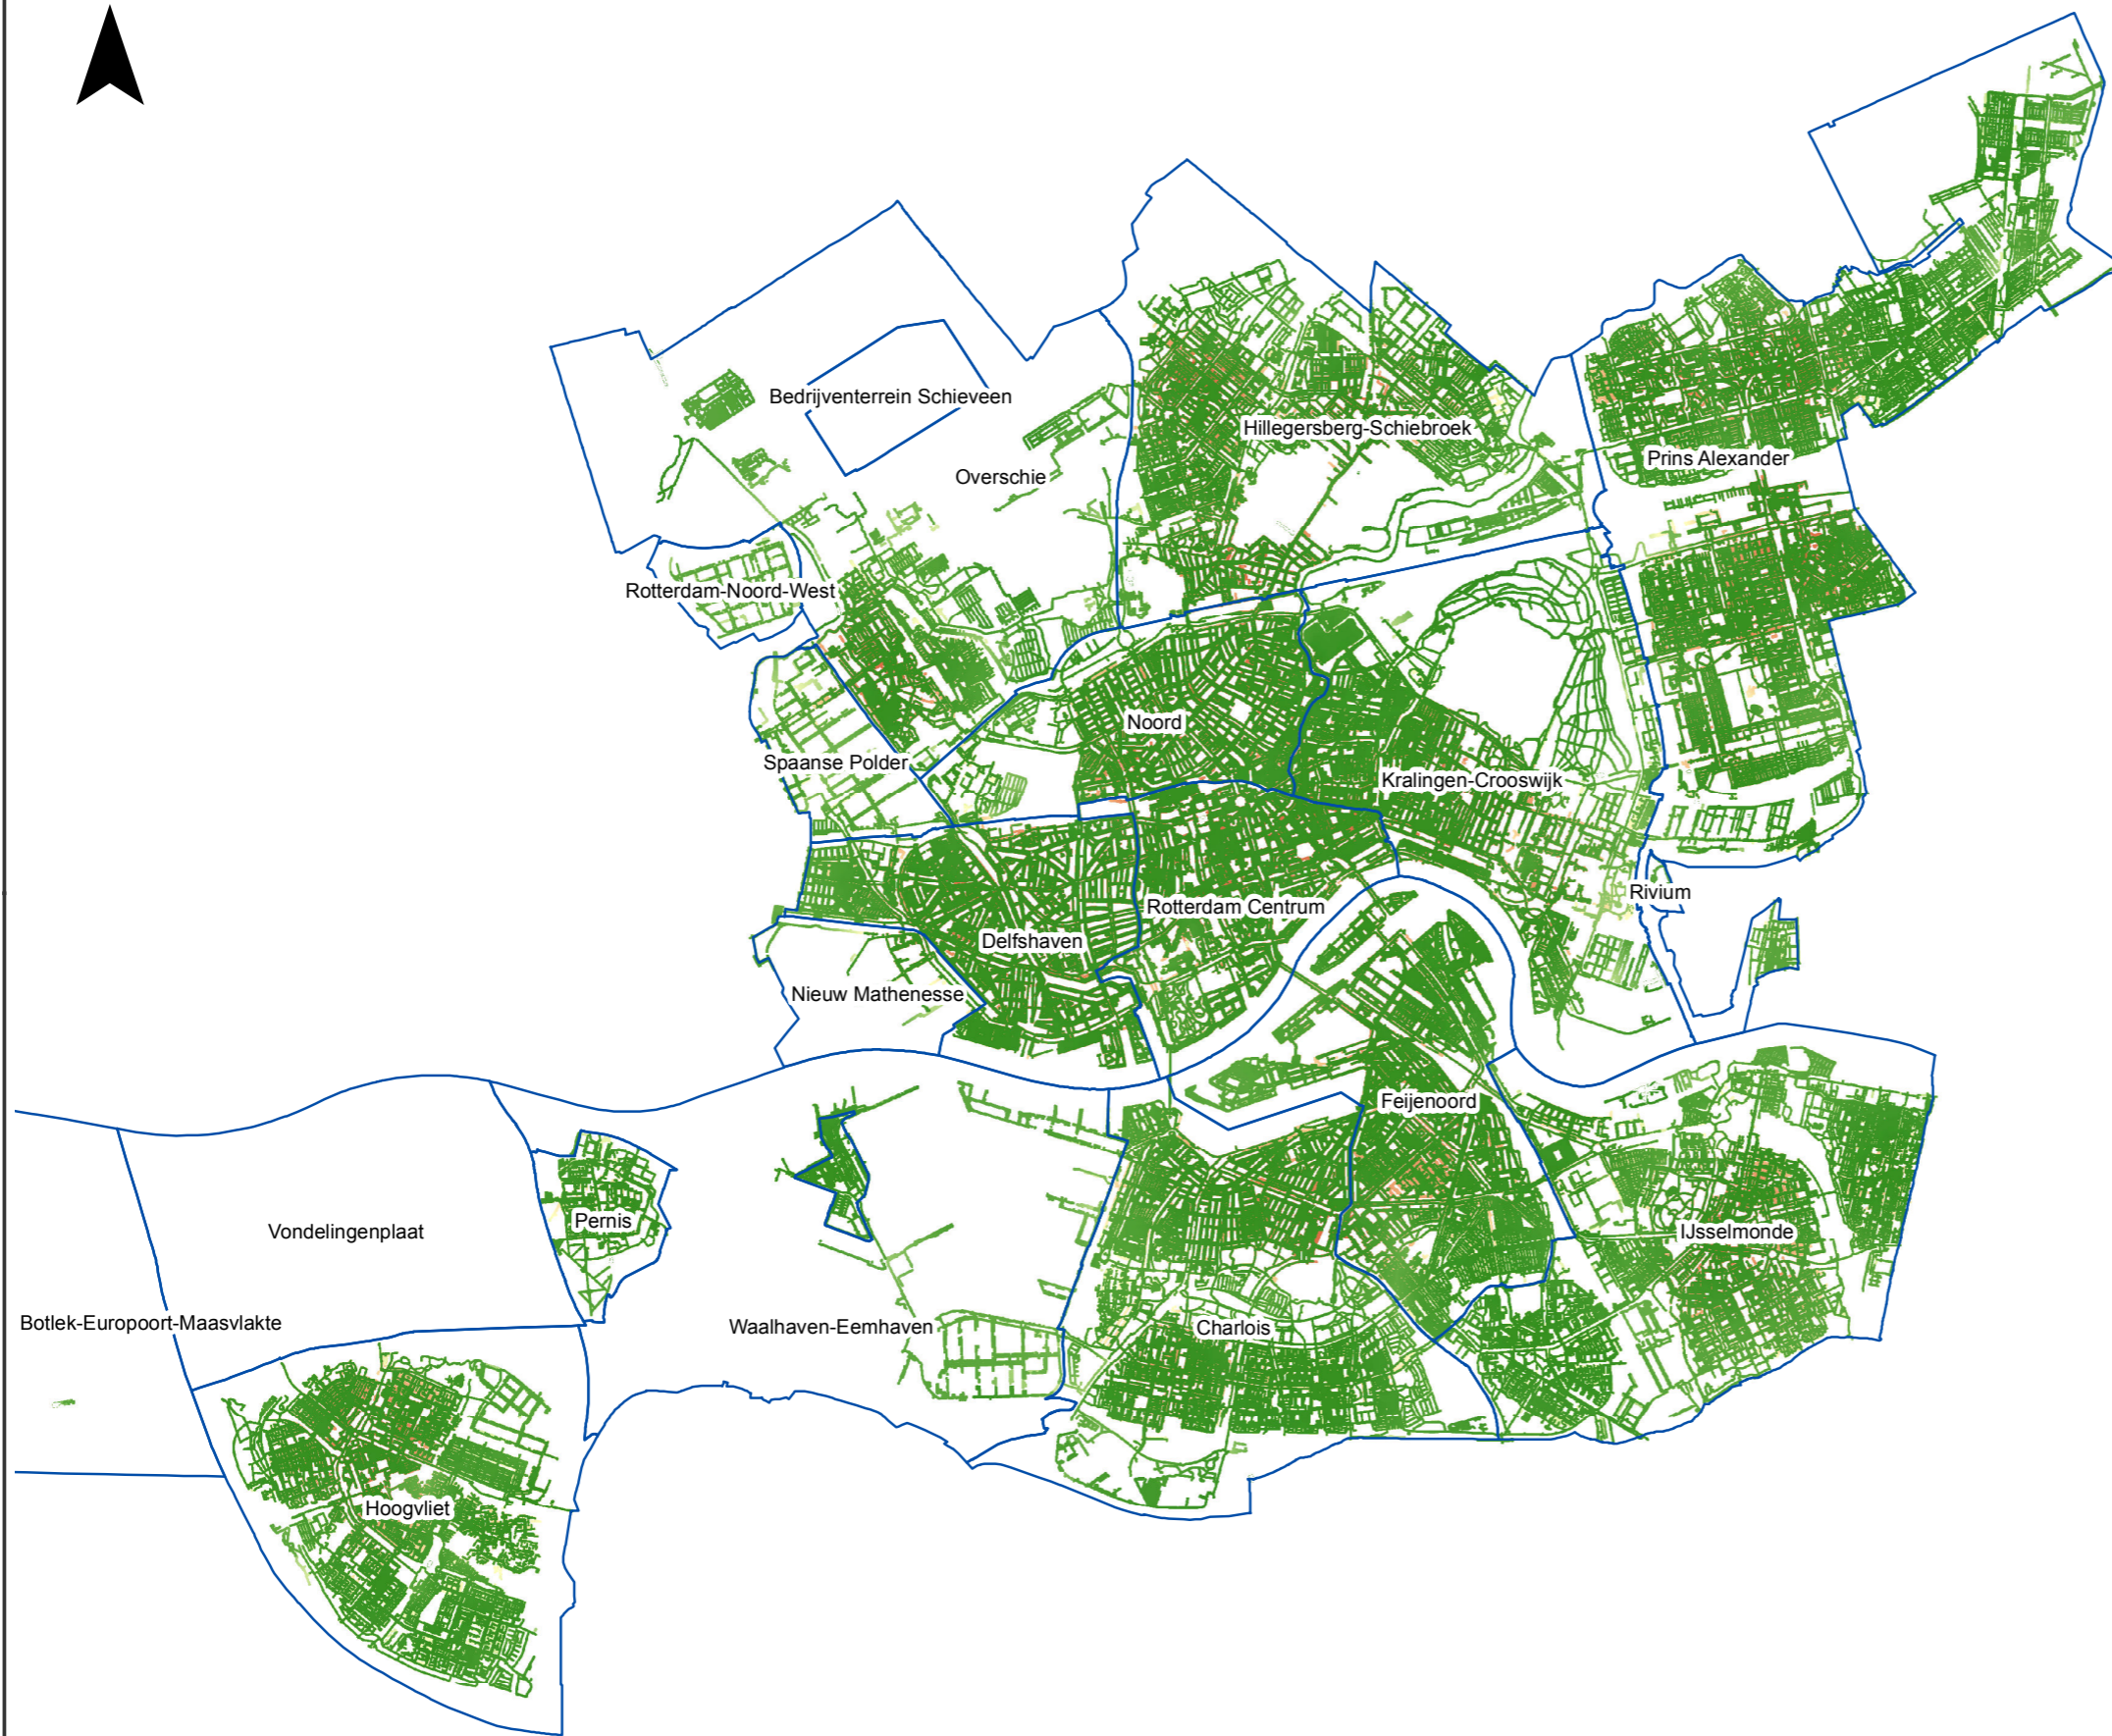 Bedrijventerrein Schieveen
Hillegersberg-Schiebroek
Prins Alexander
Overschie
Rotterdam-Noord-West
Noord
Spaanse Polder
Kralingen-Crooswijk
Rivium
Rotterdam Centrum
Delfshaven
Nieuw Mathenesse
Feijenoord
Pernis
Vondelingenplaat
IJsselmonde
Botlek-Europoort-Maasvlakte
Waalhaven-Eemhaven
Charlois
Hoogvliet